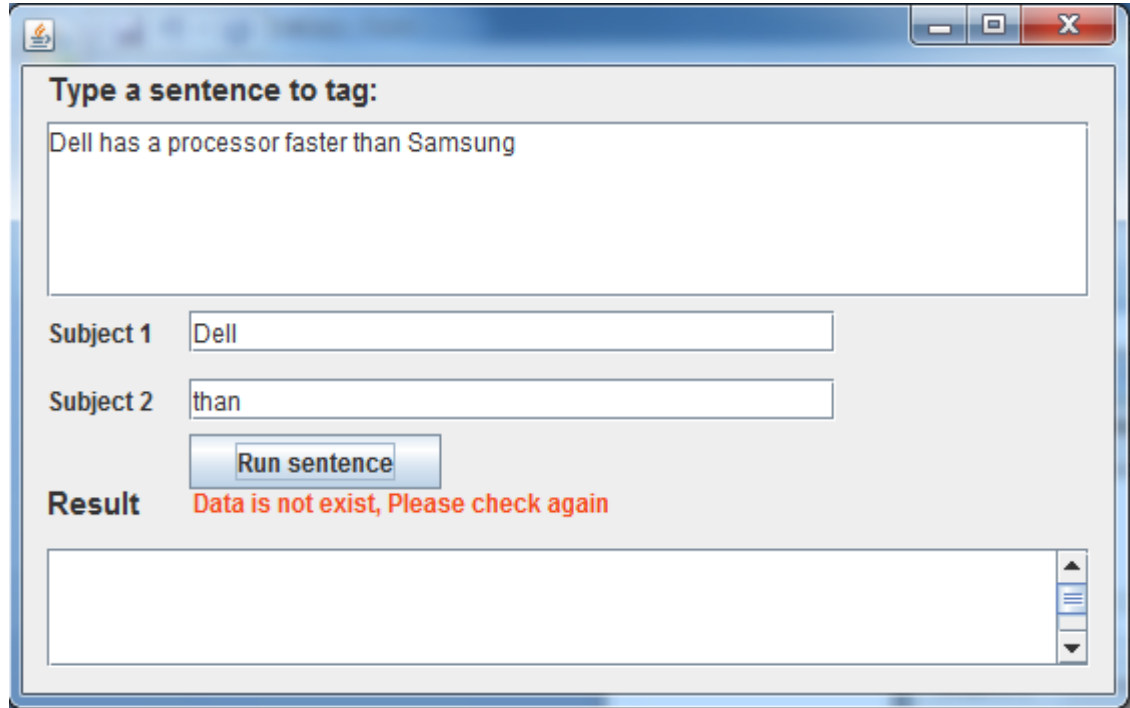 Type a sentence to tag:
Dell has a processor faster than Samsung
Subject 1 Dell
Subject 2 than
Run sentence
Result Data is not exist, Please check again